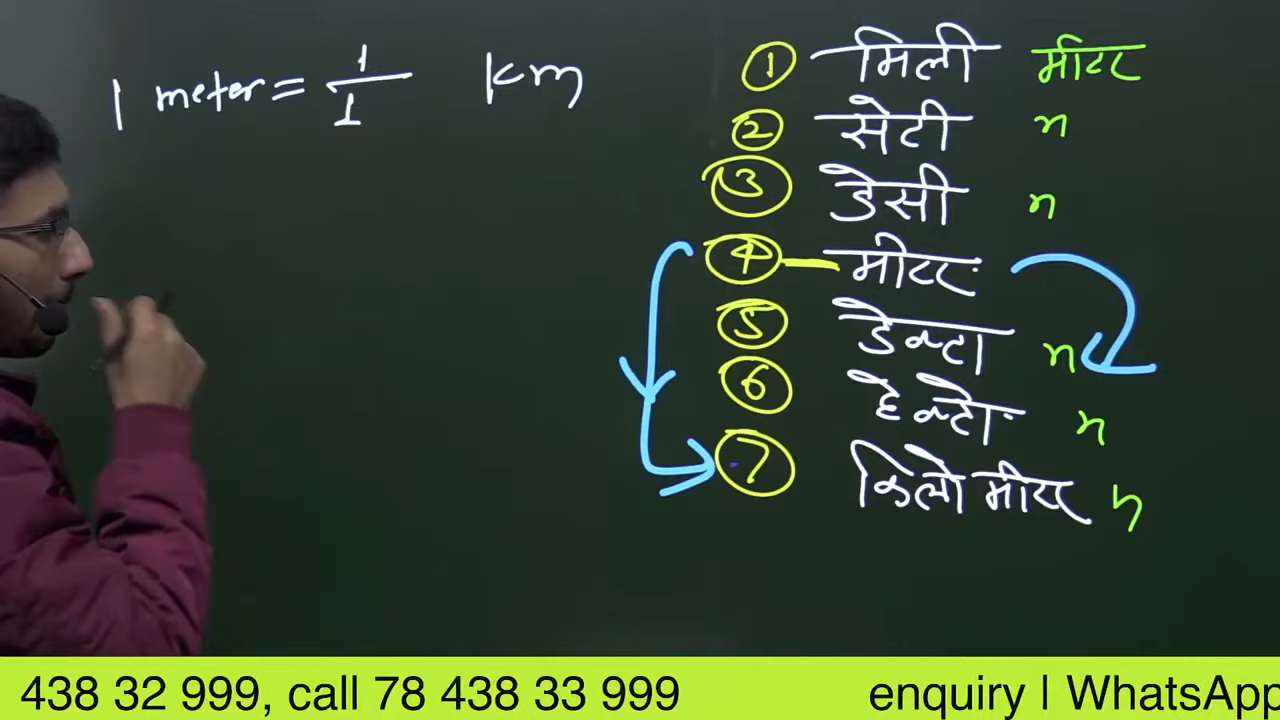 1 meter = 1/1 km
① मिली मीटर
② सेटी "
③ डेसी "
④ - मीटर
⑤ डेका "
⑥ हेक्टो "
⑦ किलो मीटर "
438 32 999, call 78 438 33 999 enquiry | WhatsApp